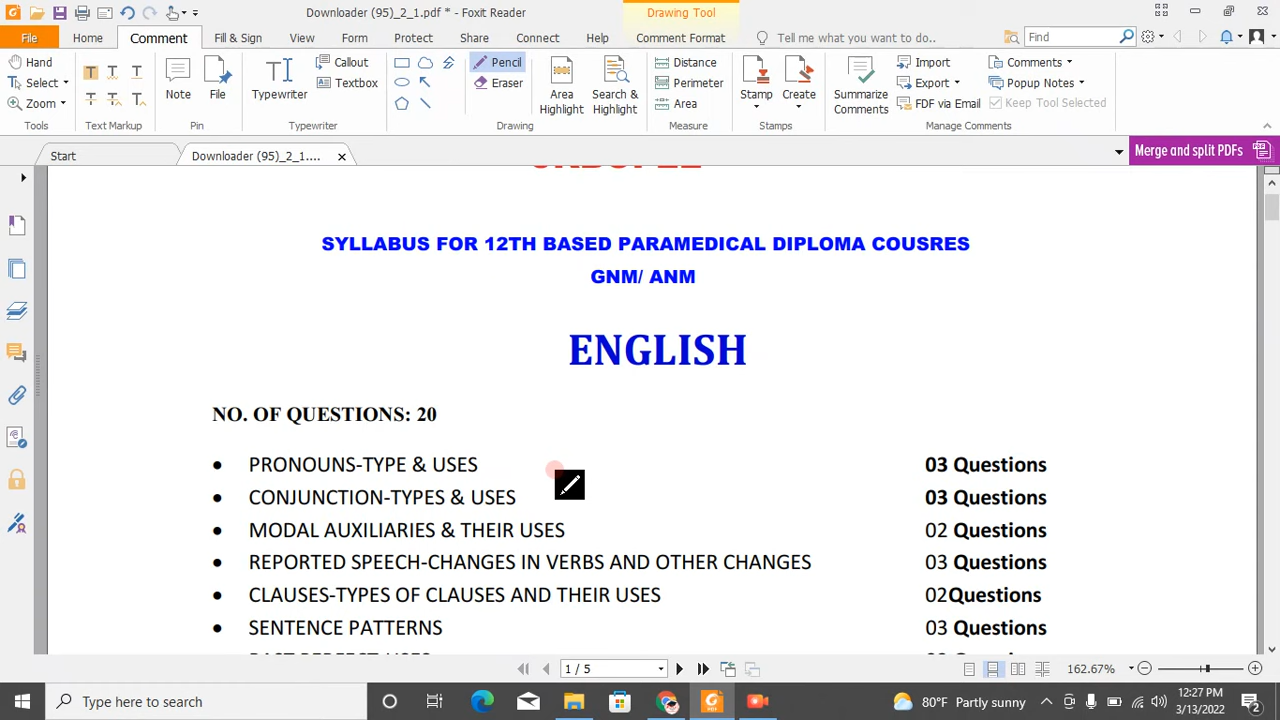 Downloader (95)_2_1.pdf * - Foxit Reader
Drawing Tool
File Home Comment Fill & Sign View Form Protect Share Connect Help Comment Format Tell me what you want to do... Find
Hand
Select
Zoom
Tools
Text Markup
Note
File
Pin
Typewriter
Callout
Textbox
Typewriter
Pencil
Eraser
Area Highlight
Search & Highlight
Drawing
Distance
Perimeter
Area
Measure
Stamp
Create
Stamps
Summarize Comments
Import
Export
FDF via Email
Comments
Popup Notes
Keep Tool Selected
Manage Comments
Start
Downloader (95)_2_1....
Merge and split PDFs
SYLLABUS FOR 12TH BASED PARAMEDICAL DIPLOMA COUSRES
GNM/ ANM
ENGLISH
NO. OF QUESTIONS: 20
• PRONOUNS-TYPE & USES 03 Questions
• CONJUNCTION-TYPES & USES 03 Questions
• MODAL AUXILIARIES & THEIR USES 02 Questions
• REPORTED SPEECH-CHANGES IN VERBS AND OTHER CHANGES 03 Questions
• CLAUSES-TYPES OF CLAUSES AND THEIR USES 02Questions
• SENTENCE PATTERNS 03 Questions
1 / 5
162.67%
Type here to search
80°F Partly sunny
12:27 PM
3/13/2022
2